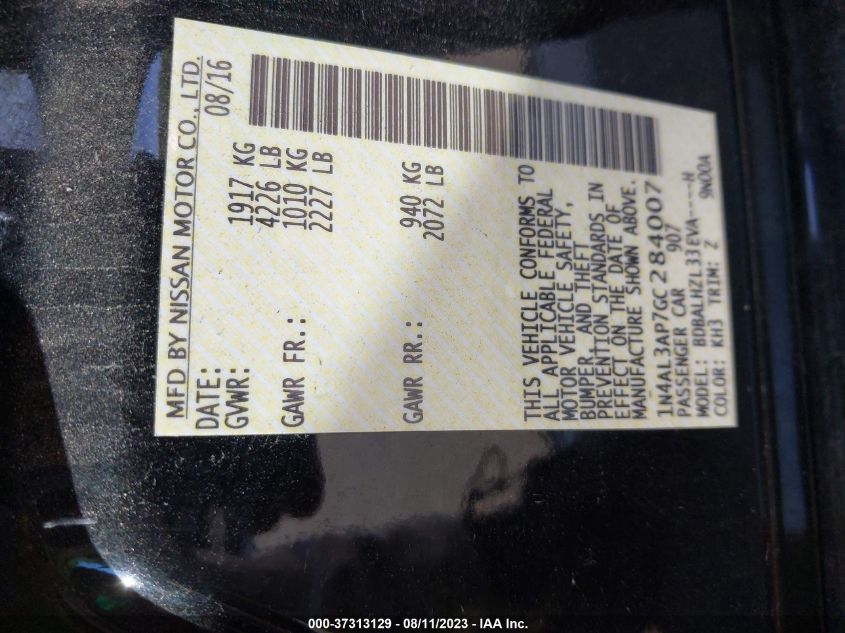 MFD BY NISSAN MOTOR CO., LTD.
DATE: 08/16
GVWR: 1917 KG
4226 LB
GAWR FR.: 1010 KG
2227 LB
GAWR RR.: 940 KG
2072 LB
THIS VEHICLE CONFORMS TO
ALL APPLICABLE FEDERAL
MOTOR VEHICLE SAFETY,
BUMPER, AND THEFT
PREVENTION STANDARDS IN
EFFECT ON THE DATE OF
MANUFACTURE SHOWN ABOVE.
1N4AL3AP7GC284007
PASSENGER CAR 907
MODEL: BDBALHZL33EVA----H
COLOR: KH3 TRIM: Z 9N00A
000-37313129 - 08/11/2023 - IAA Inc.